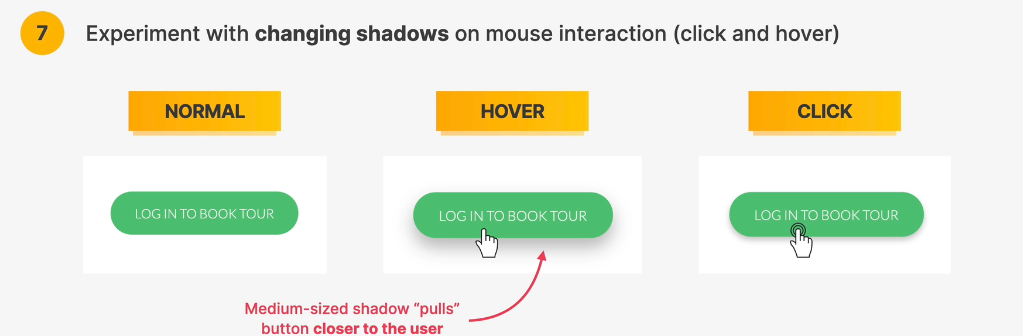 7
Experiment with changing shadows on mouse interaction (click and hover)
NORMAL
HOVER
CLICK
LOG IN TO BOOK TOUR
LOG IN TO BOOK TOUR
LOG IN TO BOOK TOUR
Medium-sized shadow “pulls”
button closer to the user